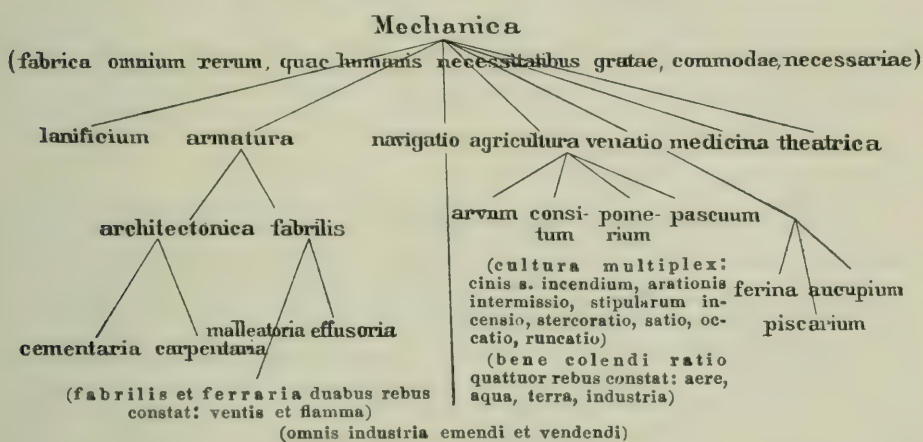 Mechanica
(fabrica omnium rerum, quae humanis necessitatibus gratae, commodae, necessariae)
lanificium armatura navigatio agricultura venatio medicina theatrica
architectonica fabrilis
arvum consi- pome- pascuum
tum rium
(cultura multiplex:
cinis s. incendium, arationis
intermissio, stipularum in-
censio, stercoratio, satio, oc-
catio, runcatio)
ferina aucupium
piscarium
malleatoria effusoria
cementaria carpentaria
(bene colendi ratio
quattuor rebus constat: aere,
aqua, terra, industria)
(fabrilis et ferraria duabus rebus
constat: ventis et flamma)
(omnis industria emendi et vendendi)